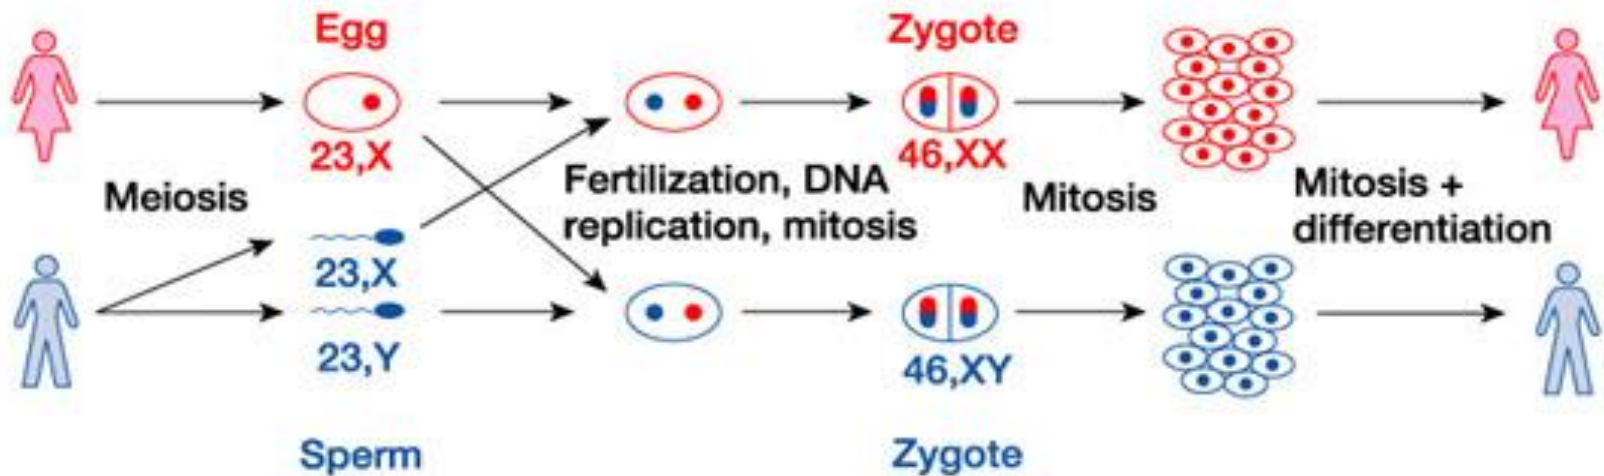 Egg
Zygote
23,X
46,XX
Meiosis
Fertilization, DNA
replication, mitosis
Mitosis
Mitosis +
differentiation
23,X
23,Y
46,XY
Sperm
Zygote